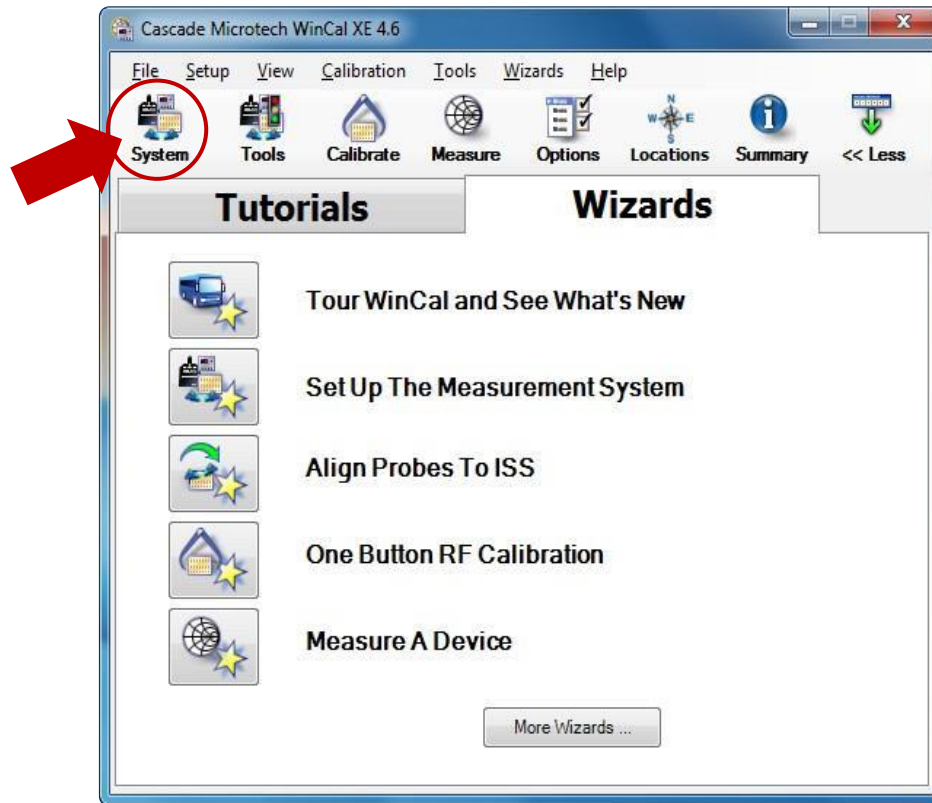 Cascade Microtech WinCal XE 4.6
File Setup View Calibration Tools Wizards Help
N
W E
S
System Tools Calibrate Measure Options Locations Summary << Less
Tutorials Wizards
Tour WinCal and See What's New
Set Up The Measurement System
Align Probes To ISS
One Button RF Calibration
Measure A Device
More Wizards ...